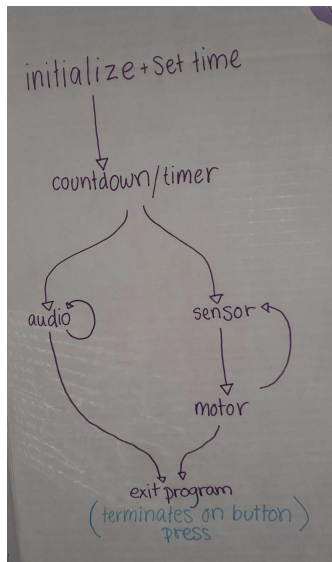 initialize + Set time
countdown/timer
audio
sensor
motor
exit program
(terminates on button)
press